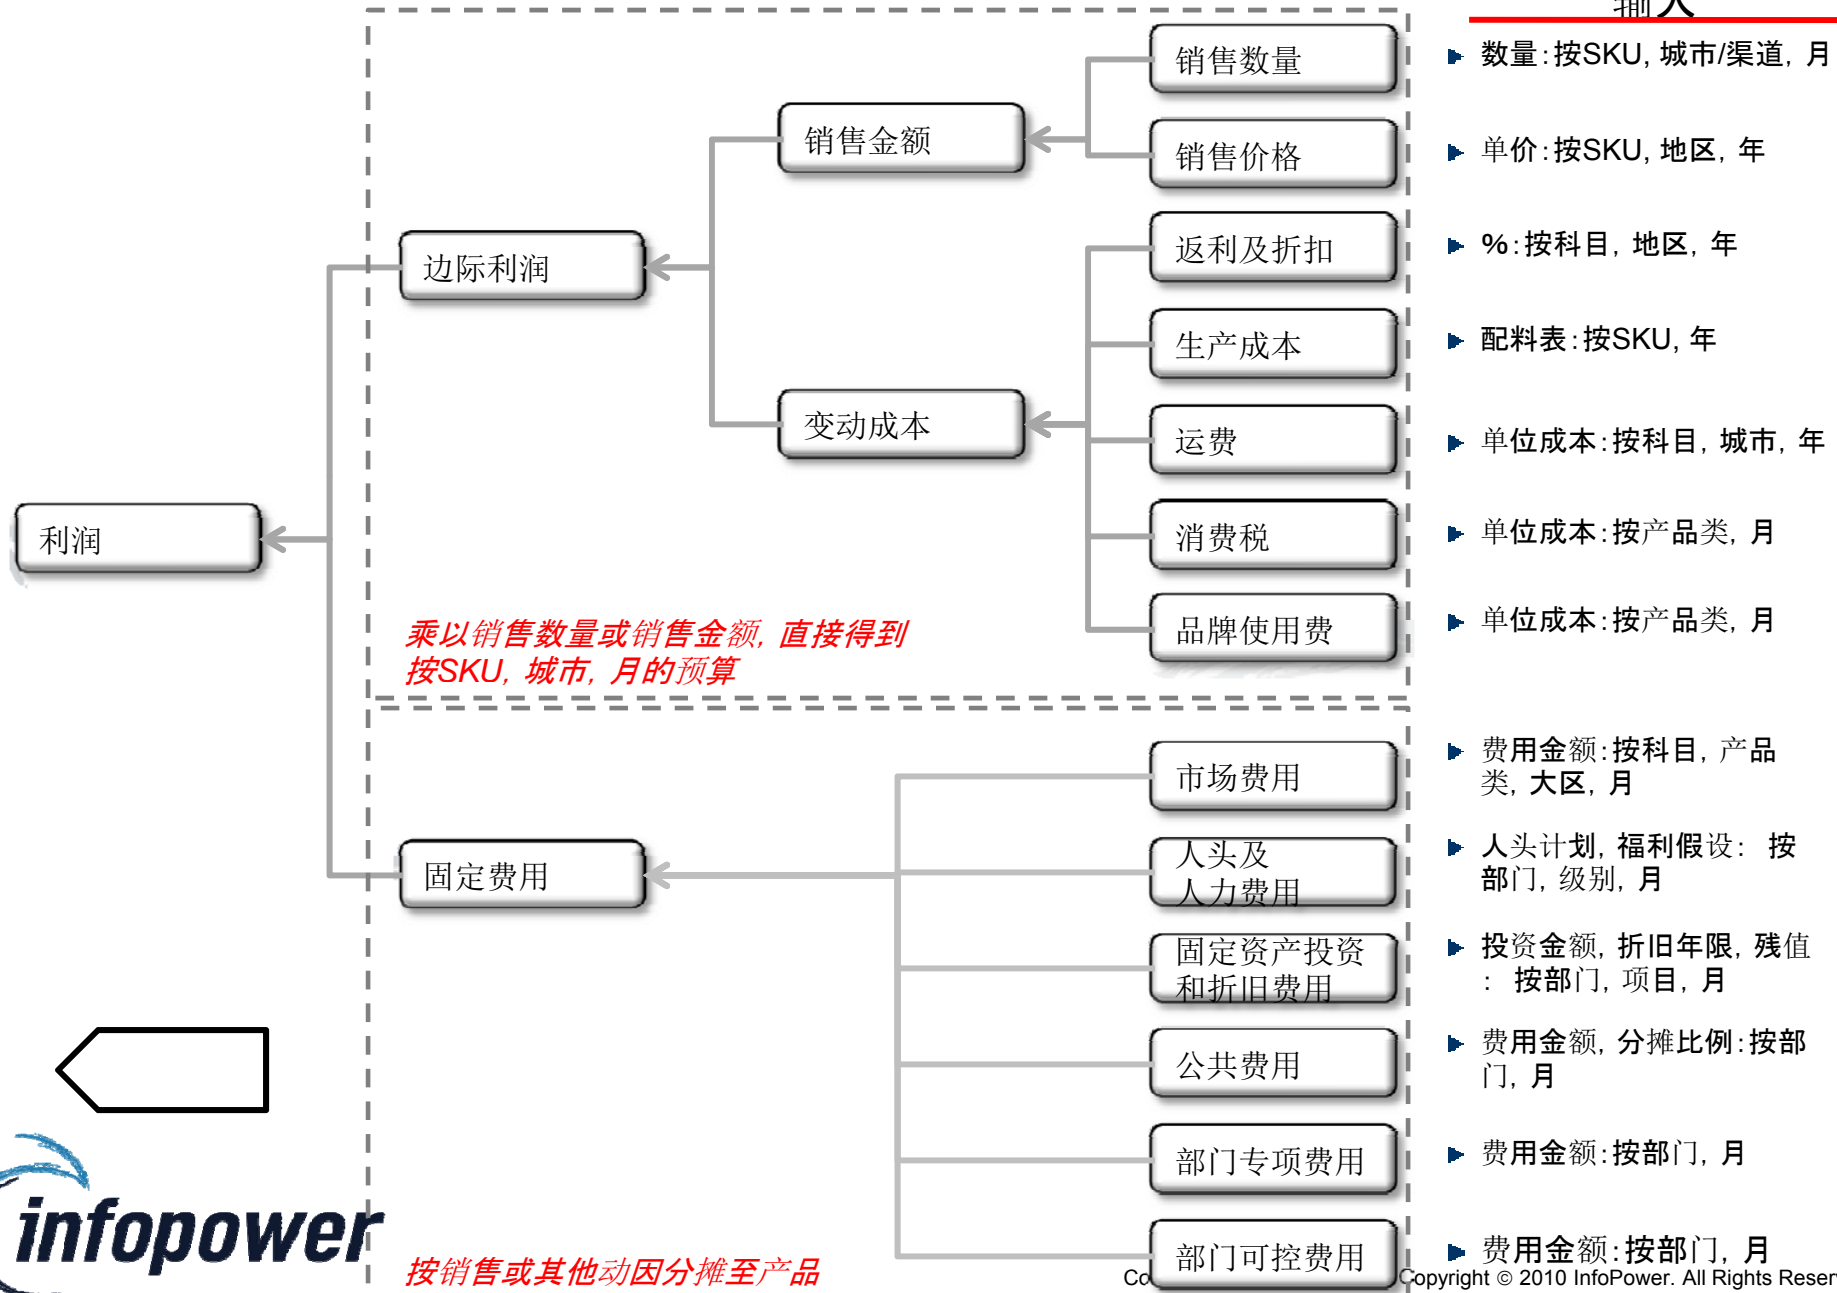 输入
销售数量
数量:按SKU, 城市/渠道, 月
销售金额
销售价格
单价:按SKU, 地区, 年
返利及折扣
%:按科目, 地区, 年
边际利润
生产成本
配料表:按SKU, 年
变动成本
运费
单位成本:按科目, 城市, 年
利润
消费税
单位成本:按产品类, 月
品牌使用费
单位成本:按产品类, 月
乘以销售数量或销售金额, 直接得到
按SKU, 城市, 月的预算
市场费用
费用金额:按科目, 产品
类, 大区, 月
固定费用
人头及
人力费用
人头计划, 福利假设: 按
部门, 级别, 月
固定资产投资
和折旧费用
投资金额, 折旧年限, 残值
: 按部门, 项目, 月
公共费用
费用金额, 分摊比例:按部
门, 月
部门专项费用
费用金额:按部门, 月
infopower
部门可控费用
费用金额:按部门, 月
按销售或其他动因分摊至产品
Copyright © 2010 InfoPower. All Rights